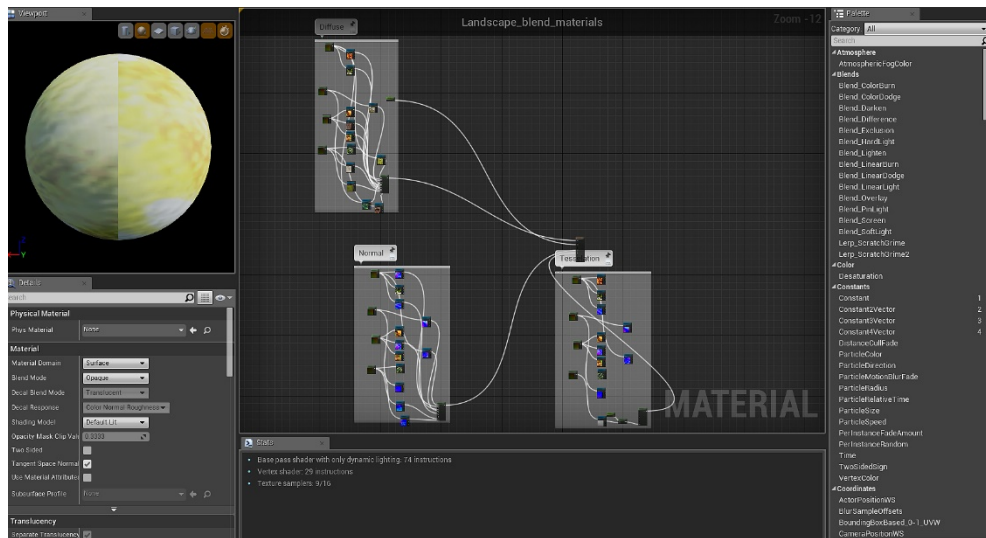 Viewport
Diffuse
Landscape_blend_materials
Zoom -12
Normal
Tesselation
MATERIAL
Y
Details
Search
Physical Material
Phys Material
None
Material
Material Domain
Surface
Blend Mode
Opaque
Decal Blend Mode
Translucent
Decal Response
Color Normal Roughness
Shading Model
Default Lit
Opacity Mask Clip Val
0.3333
Two Sided
Tangent Space Normal
Use Material Attributes
Subsurface Profile
None
Translucency
Separate Translucency
Stats
Base pass shader with only dynamic lighting: 74 instructions
Vertex shader: 29 instructions
Texture samplers: 9/16
Palette
Category: All
Search
Atmosphere
AtmosphericFogColor
Blends
Blend_ColorBurn
Blend_ColorDodge
Blend_Darken
Blend_Difference
Blend_Exclusion
Blend_HardLight
Blend_Lighten
Blend_LinearBurn
Blend_LinearDodge
Blend_LinearLight
Blend_Overlay
Blend_PinLight
Blend_Screen
Blend_SoftLight
Lerp_ScratchGrime
Lerp_ScratchGrime2
Color
Desaturation
Constants
Constant 1
Constant2Vector 2
Constant3Vector 3
Constant4Vector 4
DistanceCullFade
ParticleColor
ParticleDirection
ParticleMotionBlurFade
ParticleRadius
ParticleRelativeTime
ParticleSize
ParticleSpeed
PerInstanceFadeAmount
PerInstanceRandom
Time
TwoSidedSign
VertexColor
Coordinates
ActorPositionWS
BlurSampleOffsets
BoundingBoxBased_0-1_UVW
CameraPositionWS